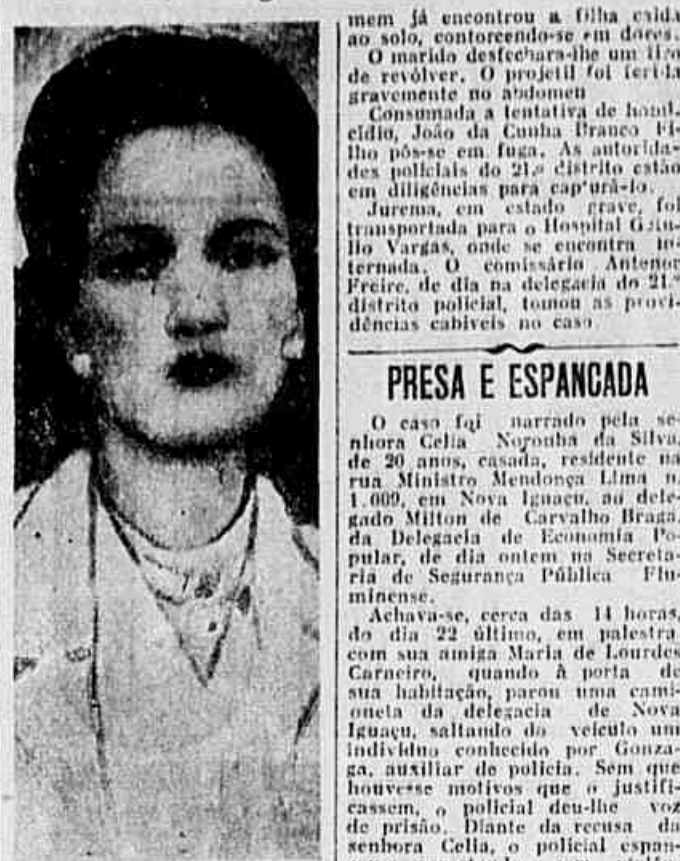 mem já encontrou a filha caída
ao solo, contorcendo-se em dores.
O marido desfechara-lhe um tiro
de revólver. O projetil foi ferí-la
gravemente no abdomen
Consumada a tentativa de homi-
cídio, João da Cunha Branco Fi-
lho pôs-se em fuga. As autorida-
des policiais do 21.º distrito estão
em diligências para capturá-lo.
Jurema, em estado grave, foi
transportada para o Hospital Getú-
lio Vargas, onde se encontra in-
ternada. O comissário Antenor
Freire, de dia na delegacia do 21.º
distrito policial, tomou as provi-
dências cabiveis no caso
PRESA E ESPANCADA
O caso foi narrado pela se-
nhora Celia Noronha da Silva,
de 20 anos, casada, residente na
rua Ministro Mendonça Lima n.
1.009, em Nova Iguaçu, ao dele-
gado Milton de Carvalho Braga,
da Delegacia de Economia Po-
pular, de dia ontem na Secreta-
ria de Segurança Pública Flu-
minense.
Achava-se, cerca das 14 horas,
do dia 22 último, em palestra
com sua amiga Maria de Lourdes
Carneiro, quando à porta de
sua habitação, parou uma cami-
oneta da delegacia de Nova
Iguaçu, saltando do veículo um
indivíduo conhecido por Gonza-
ga, auxiliar de policia. Sem que
houvesse motivos que o justifi-
cassem, o policial deu-lhe voz
de prisão. Diante da recusa da
senhora Celia, o policial espan-